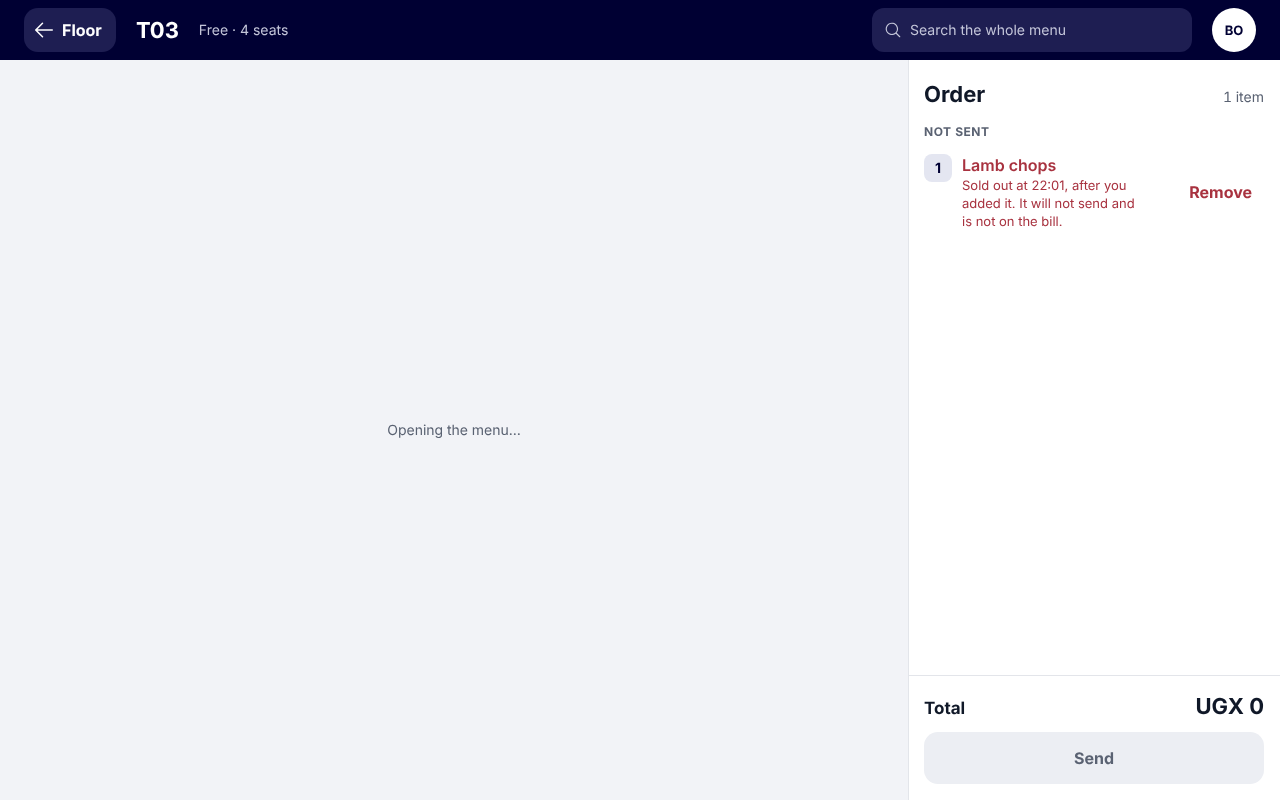 Floor
T03
Free · 4 seats
Search the whole menu
BO
Opening the menu...
Order
1 item
NOT SENT
1
Lamb chops
Sold out at 22:01, after you
added it. It will not send and
is not on the bill.
Remove
Total
UGX 0
Send